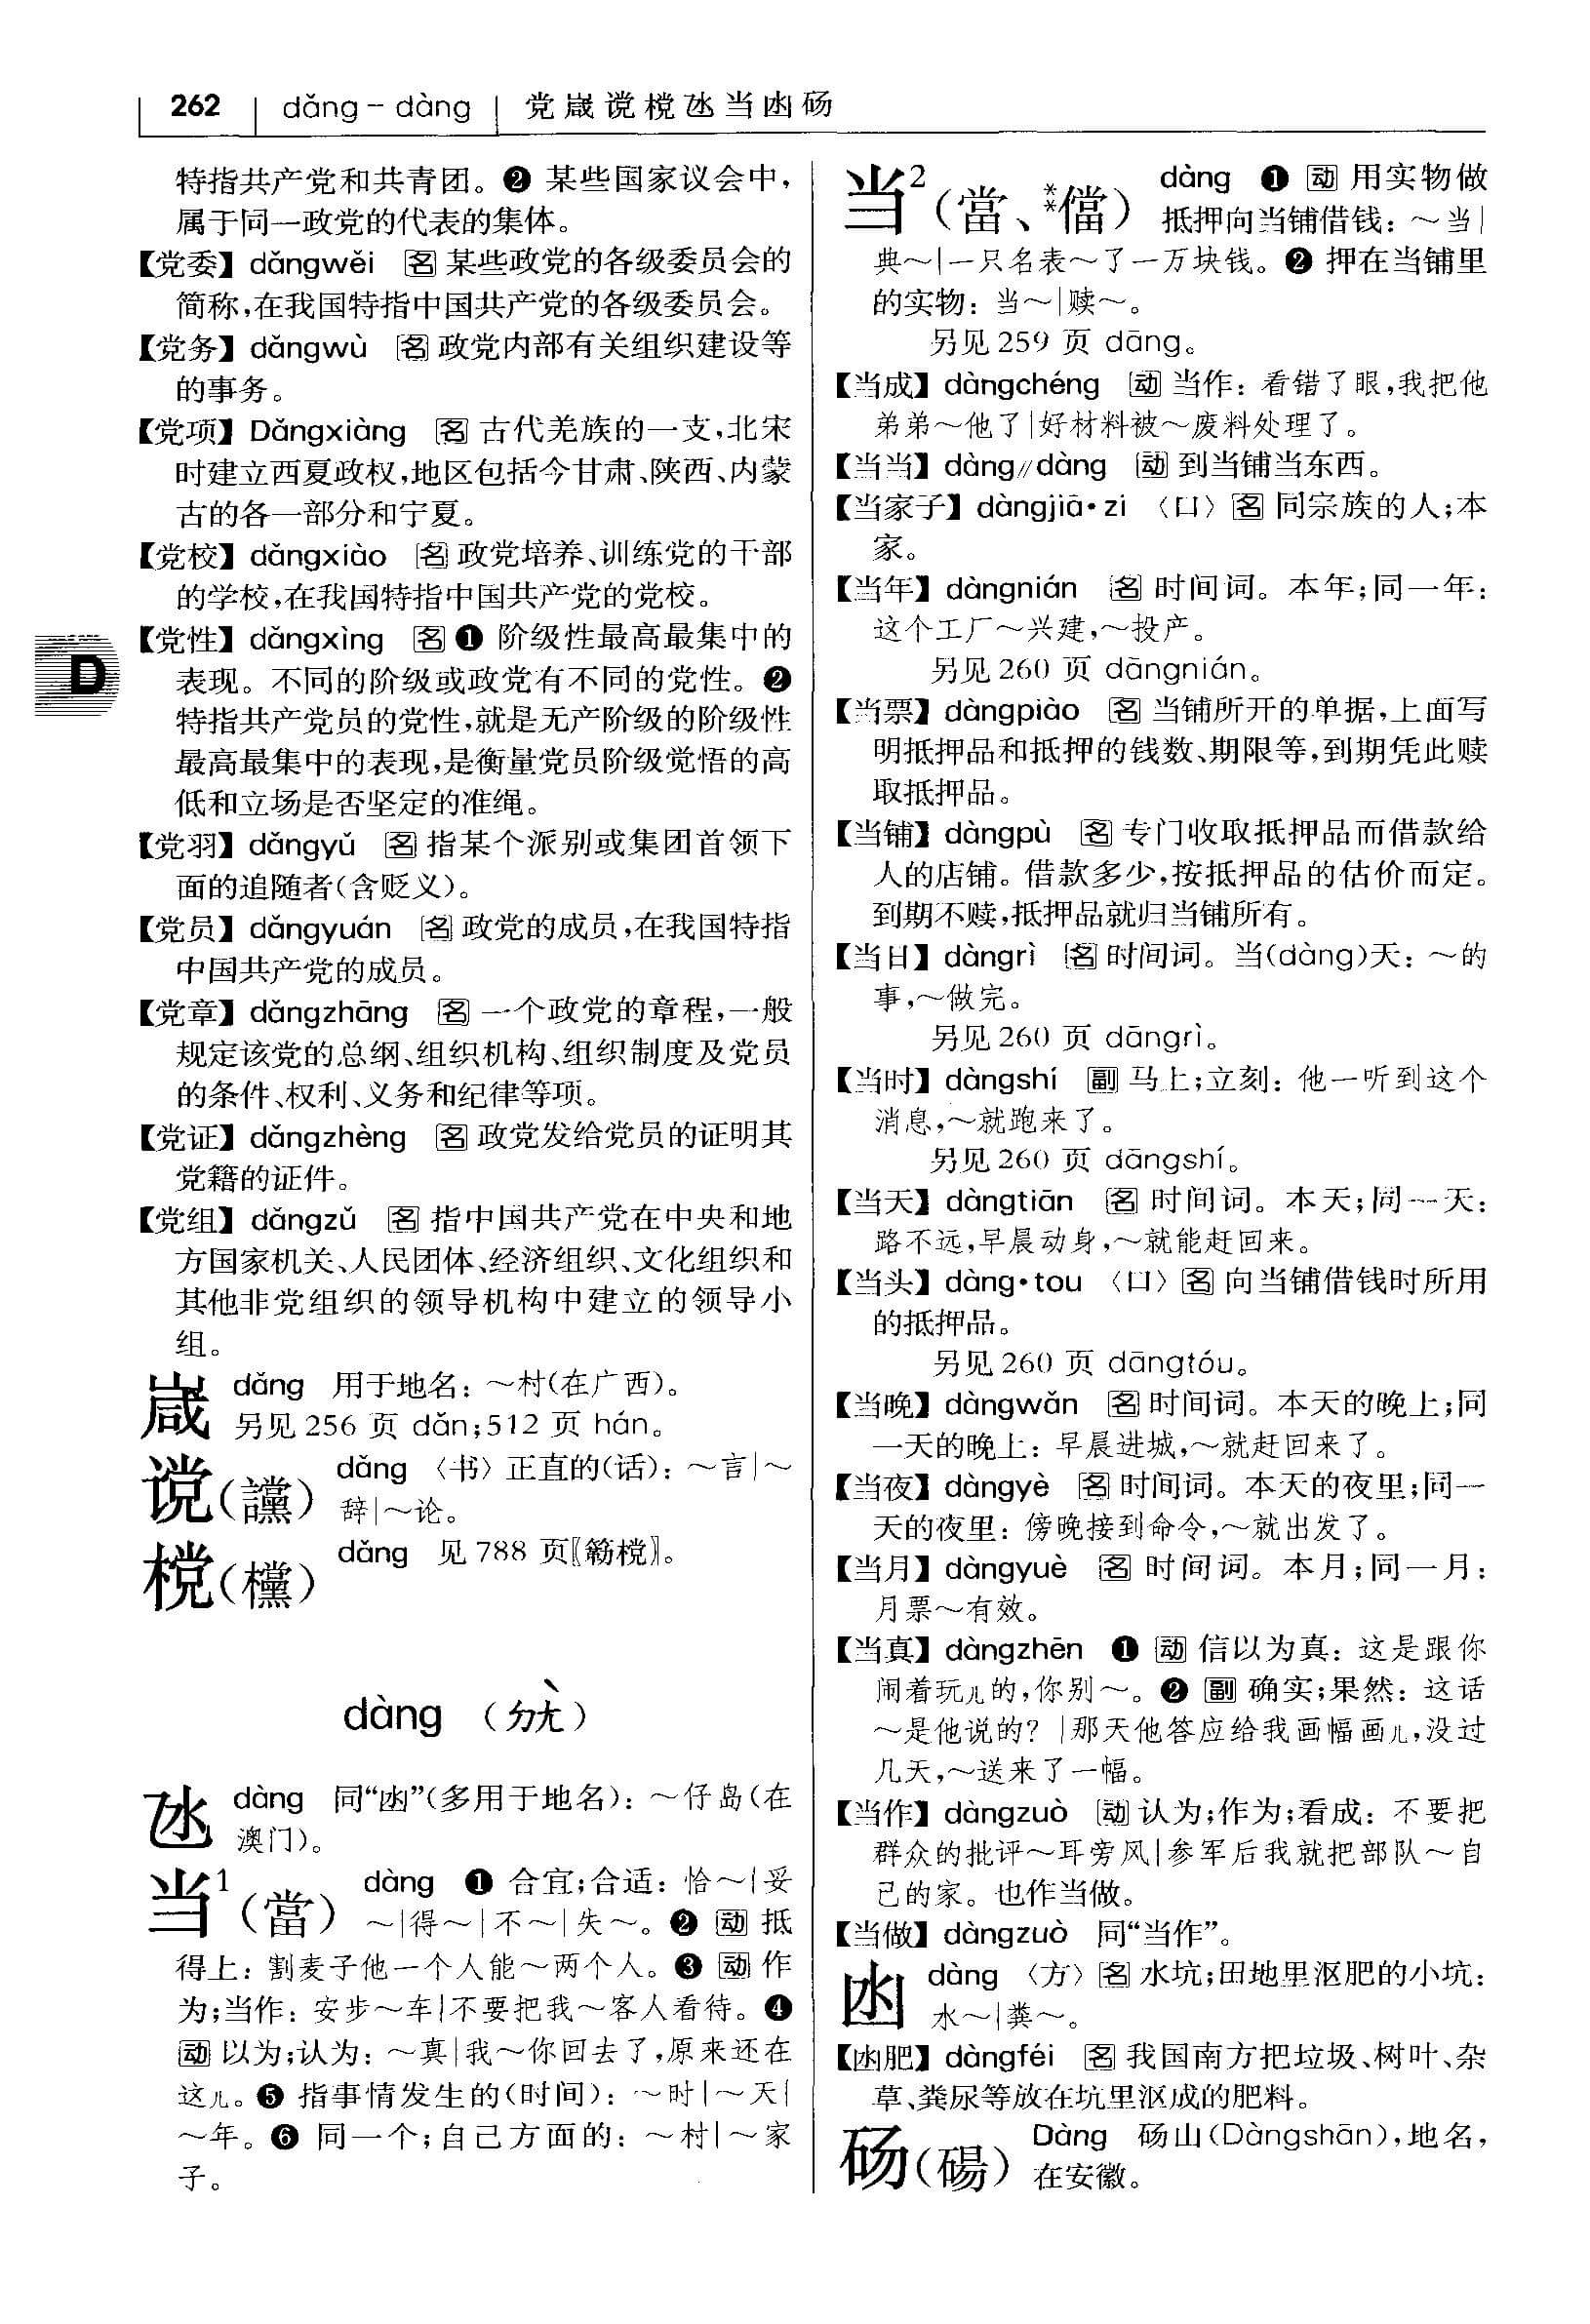 262 dǎng–dàng 党嵅谠欓氹当凼砀
特指共产党和共青团。❷ 某些国家议会中,
属于同一政党的代表的集体。
【党委】 dǎngwěi 名 某些政党的各级委员会的
简称,在我国特指中国共产党的各级委员会。
【党务】 dǎngwù 名 政党内部有关组织建设等
的事务。
【党项】 Dǎngxiàng 名 古代羌族的一支,北宋
时建立西夏政权,地区包括今甘肃、陕西、内蒙
古的各一部分和宁夏。
【党校】 dǎngxiào 名 政党培养、训练党的干部
的学校,在我国特指中国共产党的党校。
【党性】 dǎngxìng 名 ❶ 阶级性最高最集中的
表现。不同的阶级或政党有不同的党性。❷
特指共产党员的党性,就是无产阶级的阶级性
最高最集中的表现,是衡量党员阶级觉悟的高
低和立场是否坚定的准绳。
【党羽】 dǎngyǔ 名 指某个派别或集团首领下
面的追随者(含贬义)。
【党员】 dǎngyuán 名 政党的成员,在我国特指
中国共产党的成员。
【党章】 dǎngzhāng 名 一个政党的章程,一般
规定该党的总纲、组织机构、组织制度及党员
的条件、权利、义务和纪律等项。
【党证】 dǎngzhèng 名 政党发给党员的证明其
党籍的证件。
【党组】 dǎngzǔ 名 指中国共产党在中央和地
方国家机关、人民团体、经济组织、文化组织和
其他非党组织的领导机构中建立的领导小
组。
嵅 dǎng 用于地名: ～村(在广西)。
另见 256 页 dǎn;512 页 hán。
谠(讜) dǎng 〈书〉 正直的(话): ～言|～
辞|～论。
欓(欓) dǎng 见 788 页〖簕欓〗。
dàng (ㄉㄤˋ)
氹 dàng 同“凼”(多用于地名): ～仔岛(在
澳门)。
当¹(當) dàng ❶ 合宜;合适: 恰～|妥
～|得～|不～|失～。❷ 动 抵
得上: 割麦子他一个人能～两个人。❸ 动 作
为;当作: 安步～车|不要把我～客人看待。❹
动 以为;认为: ～真|我～你回去了,原来还在
这儿。❺ 指事情发生的(时间): ～时|～天|
～年。❻ 同一个;自己方面的: ～村|～家
子。
D
当²(當、**儅) dàng ❶ 动 用实物做
抵押向当铺借钱: ～当|
典～|一只名表～了一万块钱。❷ 押在当铺里
的实物: 当～|赎～。
另见 259 页 dāng。
【当成】 dàngchéng 动 当作: 看错了眼,我把他
弟弟～他了|好材料被～废料处理了。
【当当】 dàng//dàng 动 到当铺当东西。
【当家子】 dàngjiā·zi 〈口〉 名 同宗族的人;本
家。
【当年】 dàngnián 名 时间词。本年;同一年:
这个工厂～兴建,～投产。
另见 260 页 dāngnián。
【当票】 dàngpiào 名 当铺所开的单据,上面写
明抵押品和抵押的钱数、期限等,到期凭此赎
取抵押品。
【当铺】 dàngpù 名 专门收取抵押品而借款给
人的店铺。借款多少,按抵押品的估价而定。
到期不赎,抵押品就归当铺所有。
【当日】 dàngrì 名 时间词。当(dàng)天: ～的
事,～做完。
另见 260 页 dāngrì。
【当时】 dàngshí 副 马上;立刻: 他一听到这个
消息,～就跑来了。
另见 260 页 dāngshí。
【当天】 dàngtiān 名 时间词。本天;同一天:
路不远,早晨动身,～就能赶回来。
【当头】 dàng·tou 〈口〉 名 向当铺借钱时所用
的抵押品。
另见 260 页 dāngtóu。
【当晚】 dàngwǎn 名 时间词。本天的晚上;同
一天的晚上: 早晨进城,～就赶回来了。
【当夜】 dàngyè 名 时间词。本天的夜里;同一
天的夜里: 傍晚接到命令,～就出发了。
【当月】 dàngyuè 名 时间词。本月;同一月:
月票～有效。
【当真】 dàngzhēn ❶ 动 信以为真: 这是跟你
闹着玩儿的,你别～。❷ 副 确实;果然: 这话
～是他说的? |那天他答应给我画幅画儿,没过
几天,～送来了一幅。
【当作】 dàngzuò 动 认为;作为;看成: 不要把
群众的批评～耳旁风|参军后我就把部队～自
己的家。也作当做。
【当做】 dàngzuò 同“当作”。
凼 dàng 〈方〉 名 水坑;田地里沤肥的小坑:
水～|粪～。
【凼肥】 dàngféi 名 我国南方把垃圾、树叶、杂
草、粪尿等放在坑里沤成的肥料。
砀(碭) Dàng 砀山(Dàngshān),地名,
在安徽。